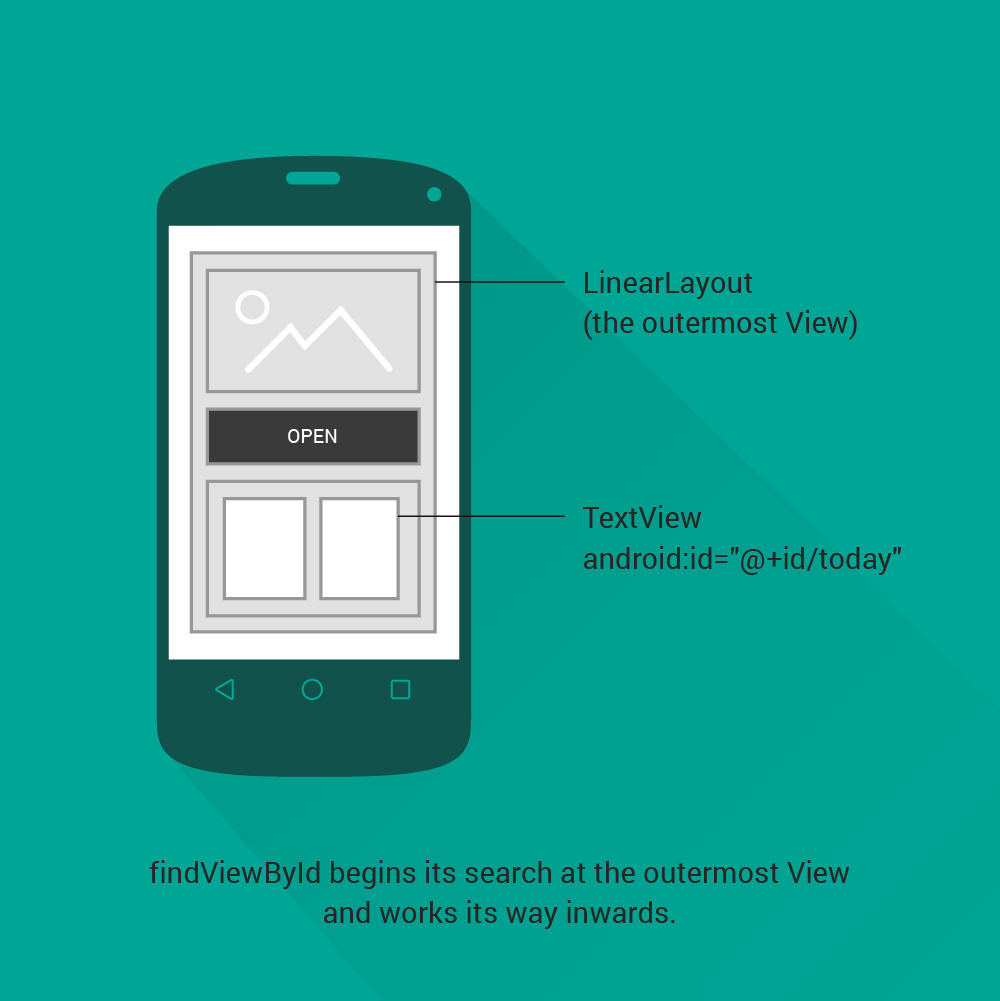 LinearLayout
(the outermost View)
OPEN
TextView
android:id="@+id/today"
findViewById begins its search at the outermost View
and works its way inwards.